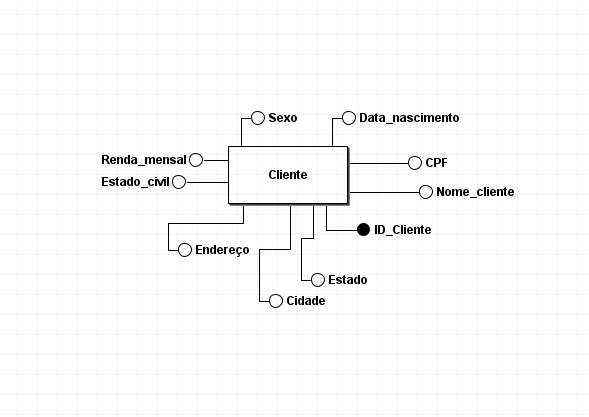 Sexo
Data_nascimento
Renda_mensal
CPF
Estado_civil
Cliente
Nome_cliente
ID_Cliente
Endereço
Estado
Cidade